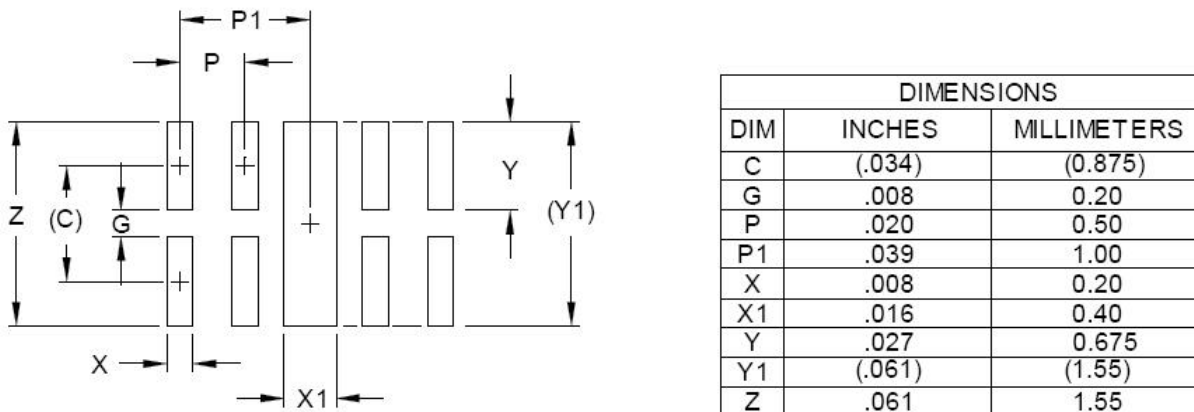 P1
P
Z
(C)
G
Y
(Y1)
X
X1
DIMENSIONS
DIM INCHES MILLIMETERS
C (.034) (0.875)
G .008 0.20
P .020 0.50
P1 .039 1.00
X .008 0.20
X1 .016 0.40
Y .027 0.675
Y1 (.061) (1.55)
Z .061 1.55